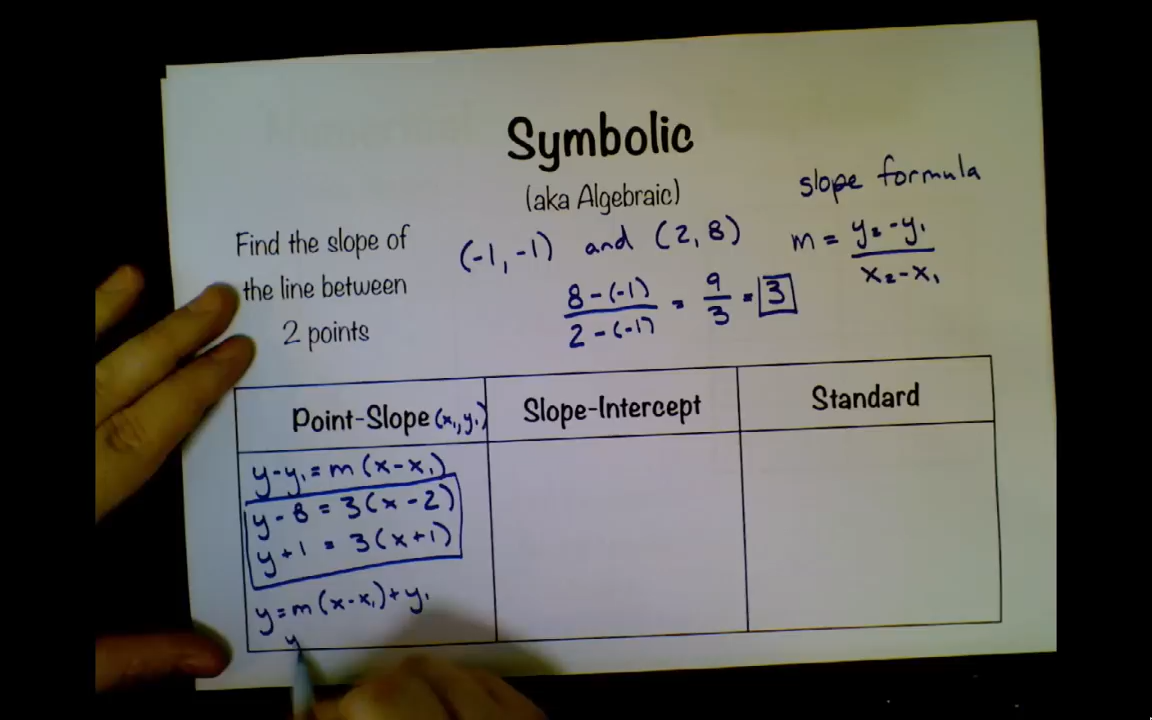 Symbolic
(aka Algebraic)
slope formula
m = y₂-y₁ / x₂-x₁
Find the slope of
the line between
2 points
(-1,-1) and (2,8)
8-(-1) / 2-(-1) = 9/3 = 3
Point-Slope (x₁,y₁)
Slope-Intercept
Standard
y-y₁=m(x-x₁)
y-8=3(x-2)
y+1=3(x+1)
y=m(x-x₁)+y₁
y